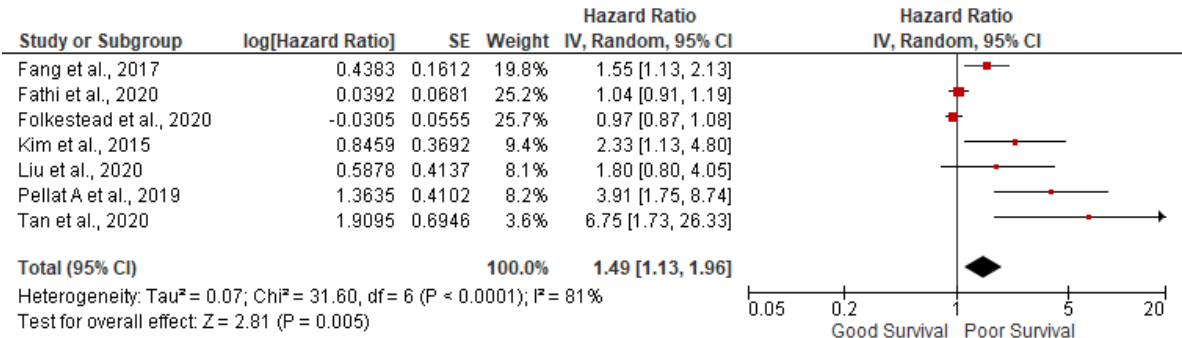 Hazard Ratio Hazard Ratio
Study or Subgroup log[Hazard Ratio] SE Weight IV, Random, 95% CI IV, Random, 95% CI
Fang et al., 2017 0.4383 0.1612 19.8% 1.55 [1.13, 2.13]
Fathi et al., 2020 0.0392 0.0681 25.2% 1.04 [0.91, 1.19]
Folkestead et al., 2020 -0.0305 0.0555 25.7% 0.97 [0.87, 1.08]
Kim et al., 2015 0.8459 0.3692 9.4% 2.33 [1.13, 4.80]
Liu et al., 2020 0.5878 0.4137 8.1% 1.80 [0.80, 4.05]
Pellat A et al., 2019 1.3635 0.4102 8.2% 3.91 [1.75, 8.74]
Tan et al., 2020 1.9095 0.6946 3.6% 6.75 [1.73, 26.33]
Total (95% CI) 100.0% 1.49 [1.13, 1.96]
Heterogeneity: Tau² = 0.07; Chi² = 31.60, df = 6 (P < 0.0001); I² = 81%
Test for overall effect: Z = 2.81 (P = 0.005)
0.05 0.2 1 5 20
Good Survival Poor Survival